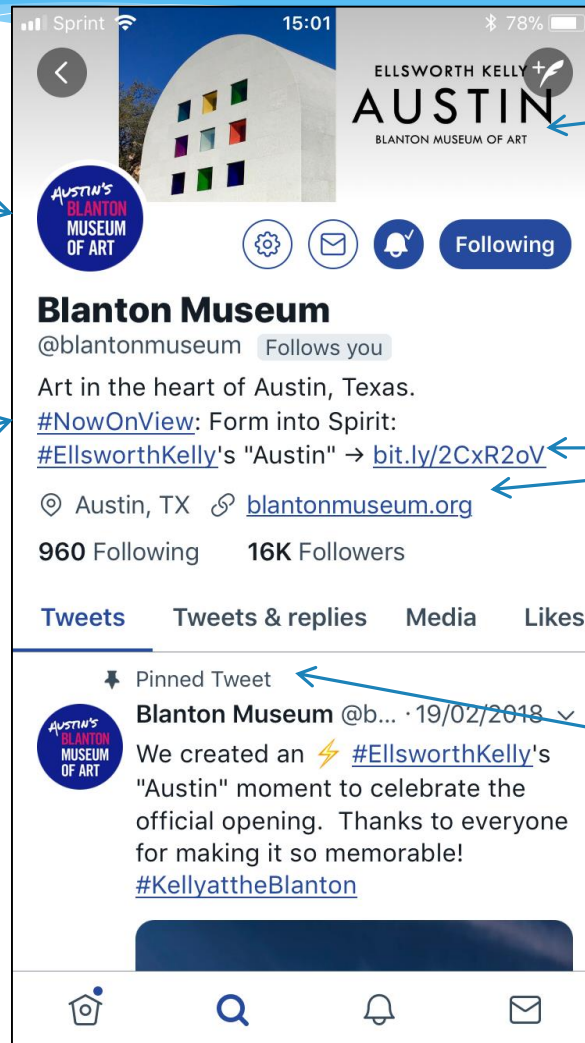 Sprint 15:01 78%
ELLSWORTH KELLY
AUSTIN
BLANTON MUSEUM OF ART
AUSTIN'S
BLANTON
MUSEUM
OF ART
Following
Blanton Museum
@blantonmuseum Follows you
Art in the heart of Austin, Texas.
#NowOnView: Form into Spirit:
#EllsworthKelly's "Austin" → bit.ly/2CxR2oV
Austin, TX blantonmuseum.org
960 Following 16K Followers
Tweets Tweets & replies Media Likes
Pinned Tweet
AUSTIN'S
BLANTON
MUSEUM
OF ART
Blanton Museum @b... · 19/02/2018
We created an ⚡ #EllsworthKelly's
"Austin" moment to celebrate the
official opening. Thanks to everyone
for making it so memorable!
#KellyattheBlanton